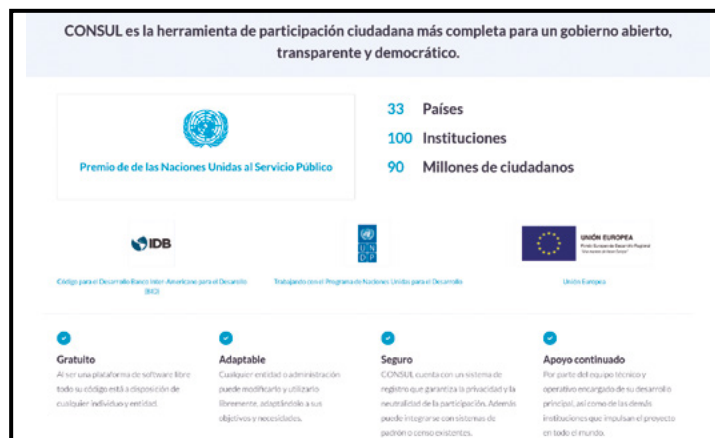 CONSUL es la herramienta de participación ciudadana más completa para un gobierno abierto,
transparente y democrático.
Premio de de las Naciones Unidas al Servicio Público
33 Países
100 Instituciones
90 Millones de ciudadanos
IDB
U N
D P
UNIÓN EUROPEA
Fondo Europeo de Desarrollo Regional
Código para el Desarrollo Banco Inter-Americano para el Desarollo
(BID)
Trabajando con el Programa de Naciones Unidas para el Desarrollo
Unión Europea
Gratuito
Al ser una plataforma de software libre
todo su código está a disposición de
cualquier individuo y entidad.
Adaptable
Cualquier entidad o administración
puede modificarlo y utilizarlo
libremente, adaptándolo a sus
objetivos y necesidades.
Seguro
CONSUL cuenta con un sistema de
registro que garantiza la privacidad y la
neutralidad de la participación. Además
puede integrarse con sistemas de
padrón o censo existentes.
Apoyo continuado
Por parte del equipo técnico y
operativo encargado de su desarrollo
principal, así como de las demás
instituciones que impulsan el proyecto
en todo el mundo.